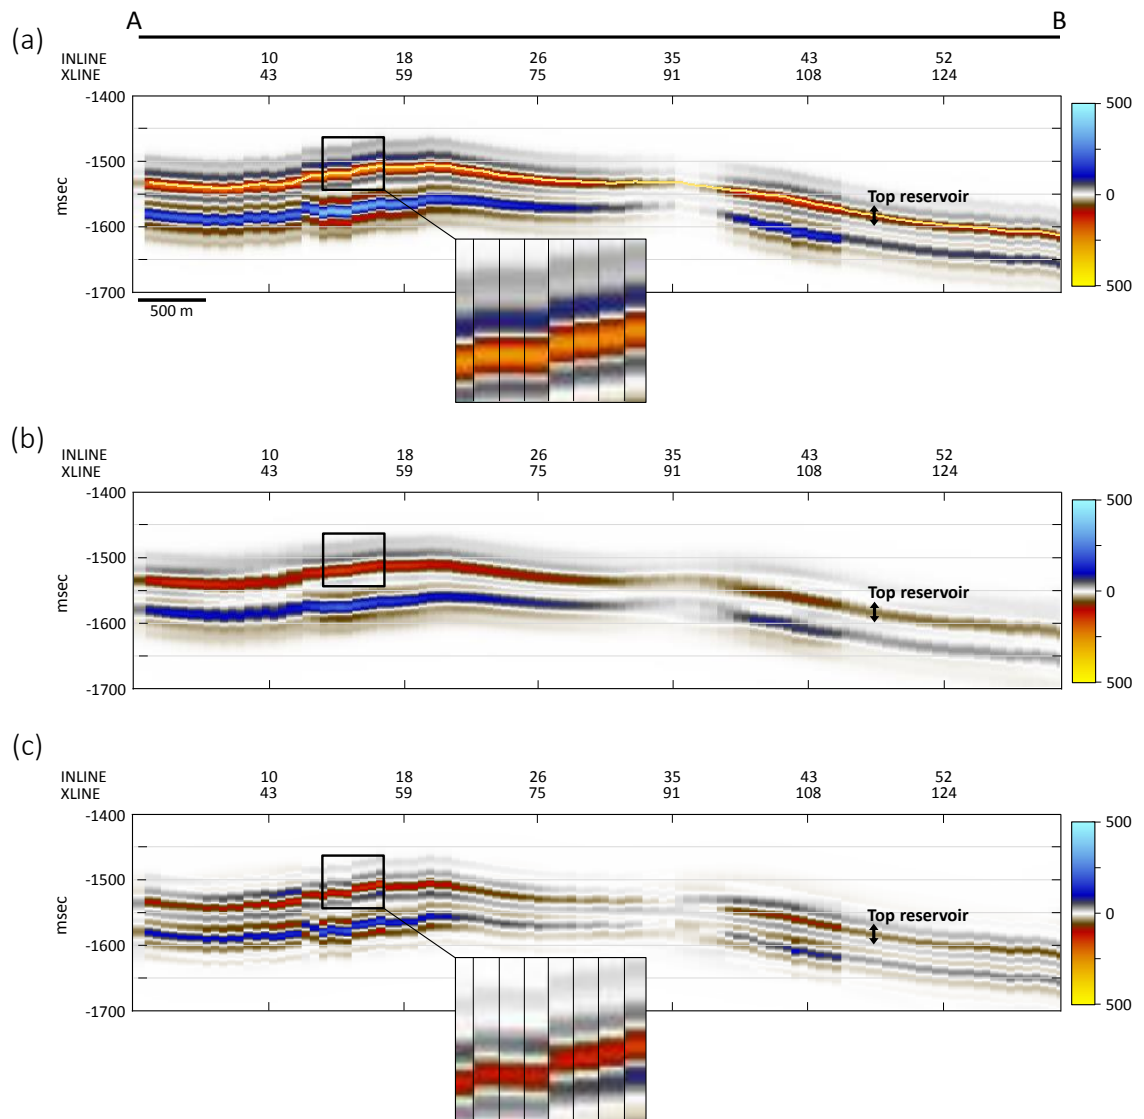 A B
(a)
INLINE 10 18 26 35 43 52
XLINE 43 59 75 91 108 124
-1400
-1500
-1600
-1700
msec
Top reservoir
500
0
500
500 m
(b)
INLINE 10 18 26 35 43 52
XLINE 43 59 75 91 108 124
-1400
-1500
-1600
-1700
msec
Top reservoir
500
0
500
(c)
INLINE 10 18 26 35 43 52
XLINE 43 59 75 91 108 124
-1400
-1500
-1600
-1700
msec
Top reservoir
500
0
500